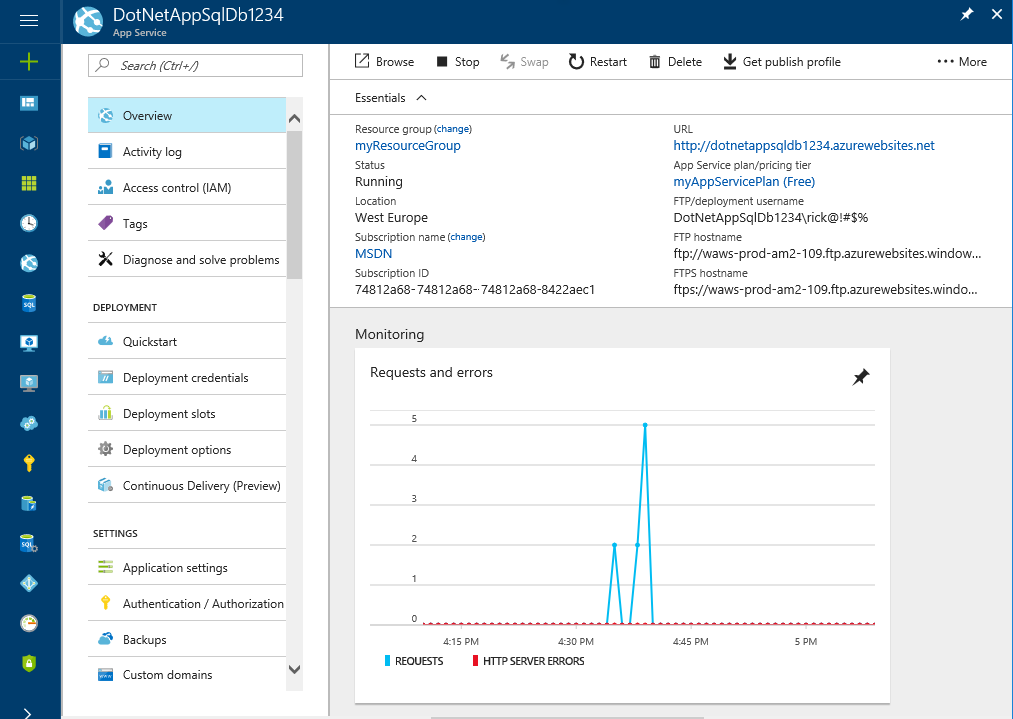 DotNetAppSqlDb1234
App Service
Search (Ctrl+/)
Overview
Activity log
Access control (IAM)
Tags
Diagnose and solve problems
DEPLOYMENT
Quickstart
Deployment credentials
Deployment slots
Deployment options
Continuous Delivery (Preview)
SETTINGS
Application settings
Authentication / Authorization
Backups
Custom domains
Browse
Stop
Swap
Restart
Delete
Get publish profile
··· More
Essentials
Resource group (change)
myResourceGroup
Status
Running
Location
West Europe
Subscription name (change)
MSDN
Subscription ID
74812a68-74812a68-74812a68-8422aec1
URL
http://dotnetappsqldb1234.azurewebsites.net
App Service plan/pricing tier
myAppServicePlan (Free)
FTP/deployment username
DotNetAppSqlDb1234\rick@!#$%
FTP hostname
ftp://waws-prod-am2-109.ftp.azurewebsites.window...
FTPS hostname
ftps://waws-prod-am2-109.ftp.azurewebsites.windo...
Monitoring
Requests and errors
5
4
3
2
1
0
4:15 PM
4:30 PM
4:45 PM
5 PM
REQUESTS
HTTP SERVER ERRORS
SQL
SQL